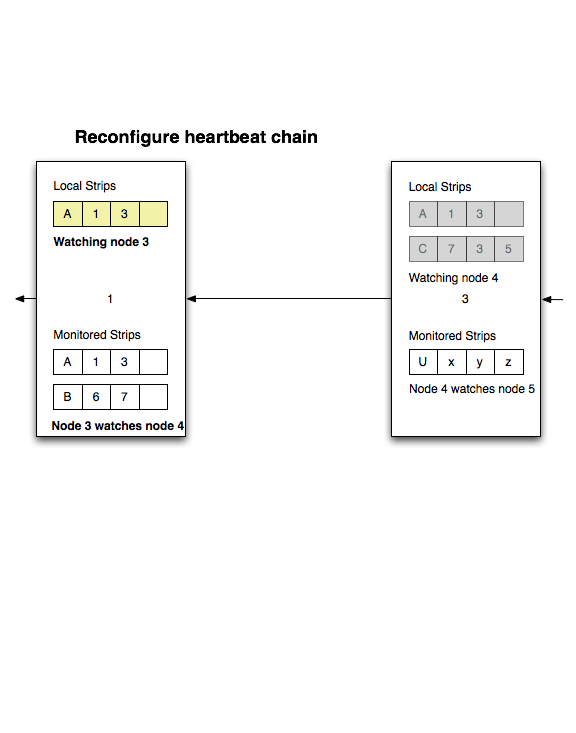 Reconfigure heartbeat chain
Local Strips
A 1 3
Watching node 3
1
Monitored Strips
A 1 3
B 6 7
Node 3 watches node 4
Local Strips
A 1 3
C 7 3 5
Watching node 4
3
Monitored Strips
U x y z
Node 4 watches node 5